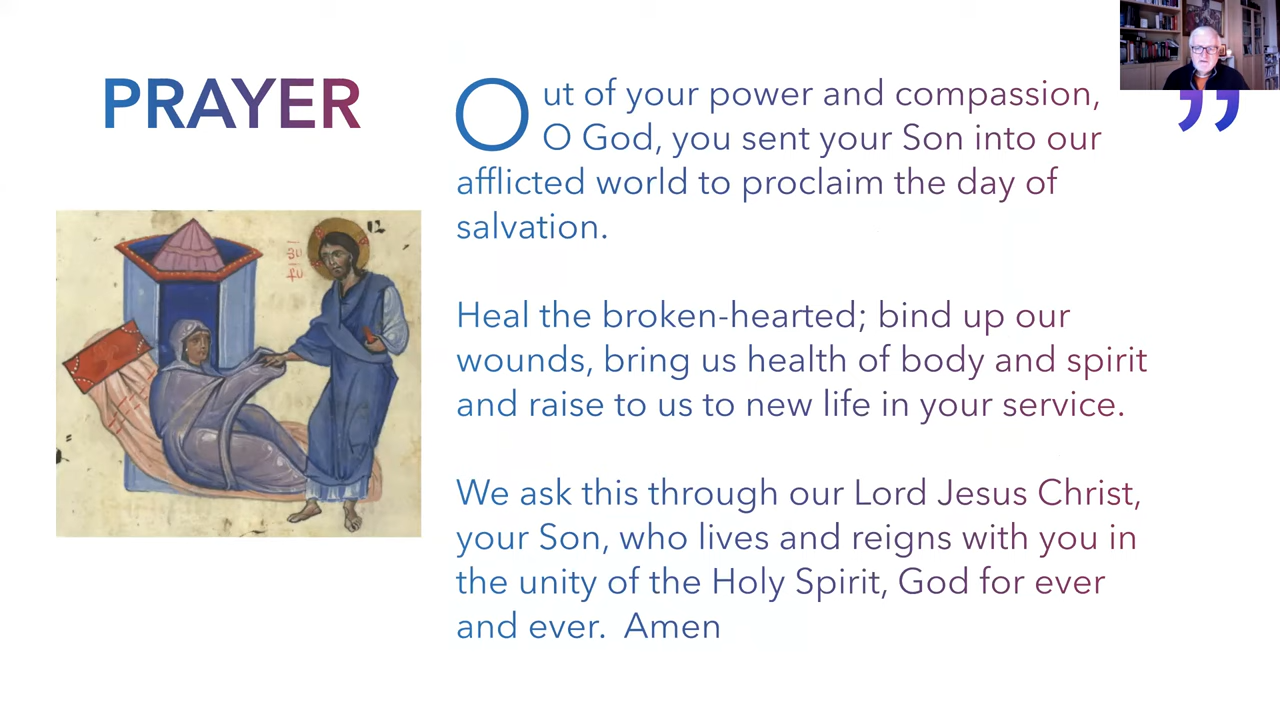 PRAYER
Out of your power and compassion,
O God, you sent your Son into our
afflicted world to proclaim the day of
salvation.
Heal the broken-hearted; bind up our
wounds, bring us health of body and spirit
and raise to us to new life in your service.
We ask this through our Lord Jesus Christ,
your Son, who lives and reigns with you in
the unity of the Holy Spirit, God for ever
and ever. Amen